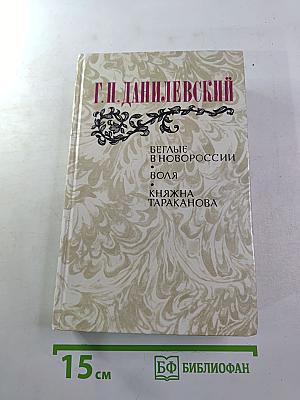 Г.П.ДАНИЛЕВСКИЙ
БЕГЛЫЕ
В НОВОРОССИИ
•
ВОЛЯ
•
КНЯЖНА
ТАРАКАНОВА
15 см
БФ БИБЛИОФАН